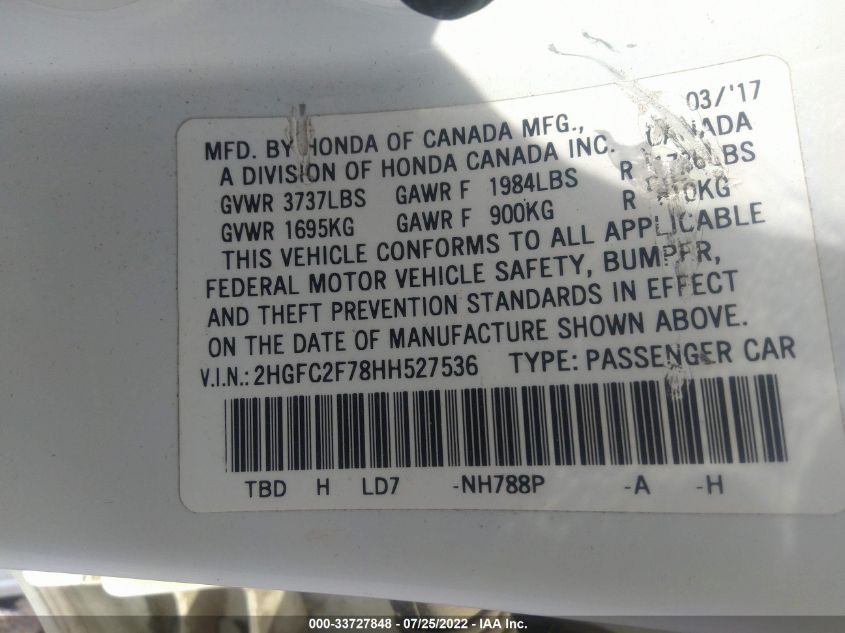 03/'17
MFD. BY HONDA OF CANADA MFG., CANADA
A DIVISION OF HONDA CANADA INC.
GVWR 3737LBS GAWR F 1984LBS R LBS
GVWR 1695KG GAWR F 900KG R KG
THIS VEHICLE CONFORMS TO ALL APPLICABLE
FEDERAL MOTOR VEHICLE SAFETY, BUMPER,
AND THEFT PREVENTION STANDARDS IN EFFECT
ON THE DATE OF MANUFACTURE SHOWN ABOVE.
V.I.N.: 2HGFC2F78HH527536 TYPE: PASSENGER CAR
TBD H LD7 -NH788P -A -H
000-33727848 - 07/25/2022 - IAA Inc.